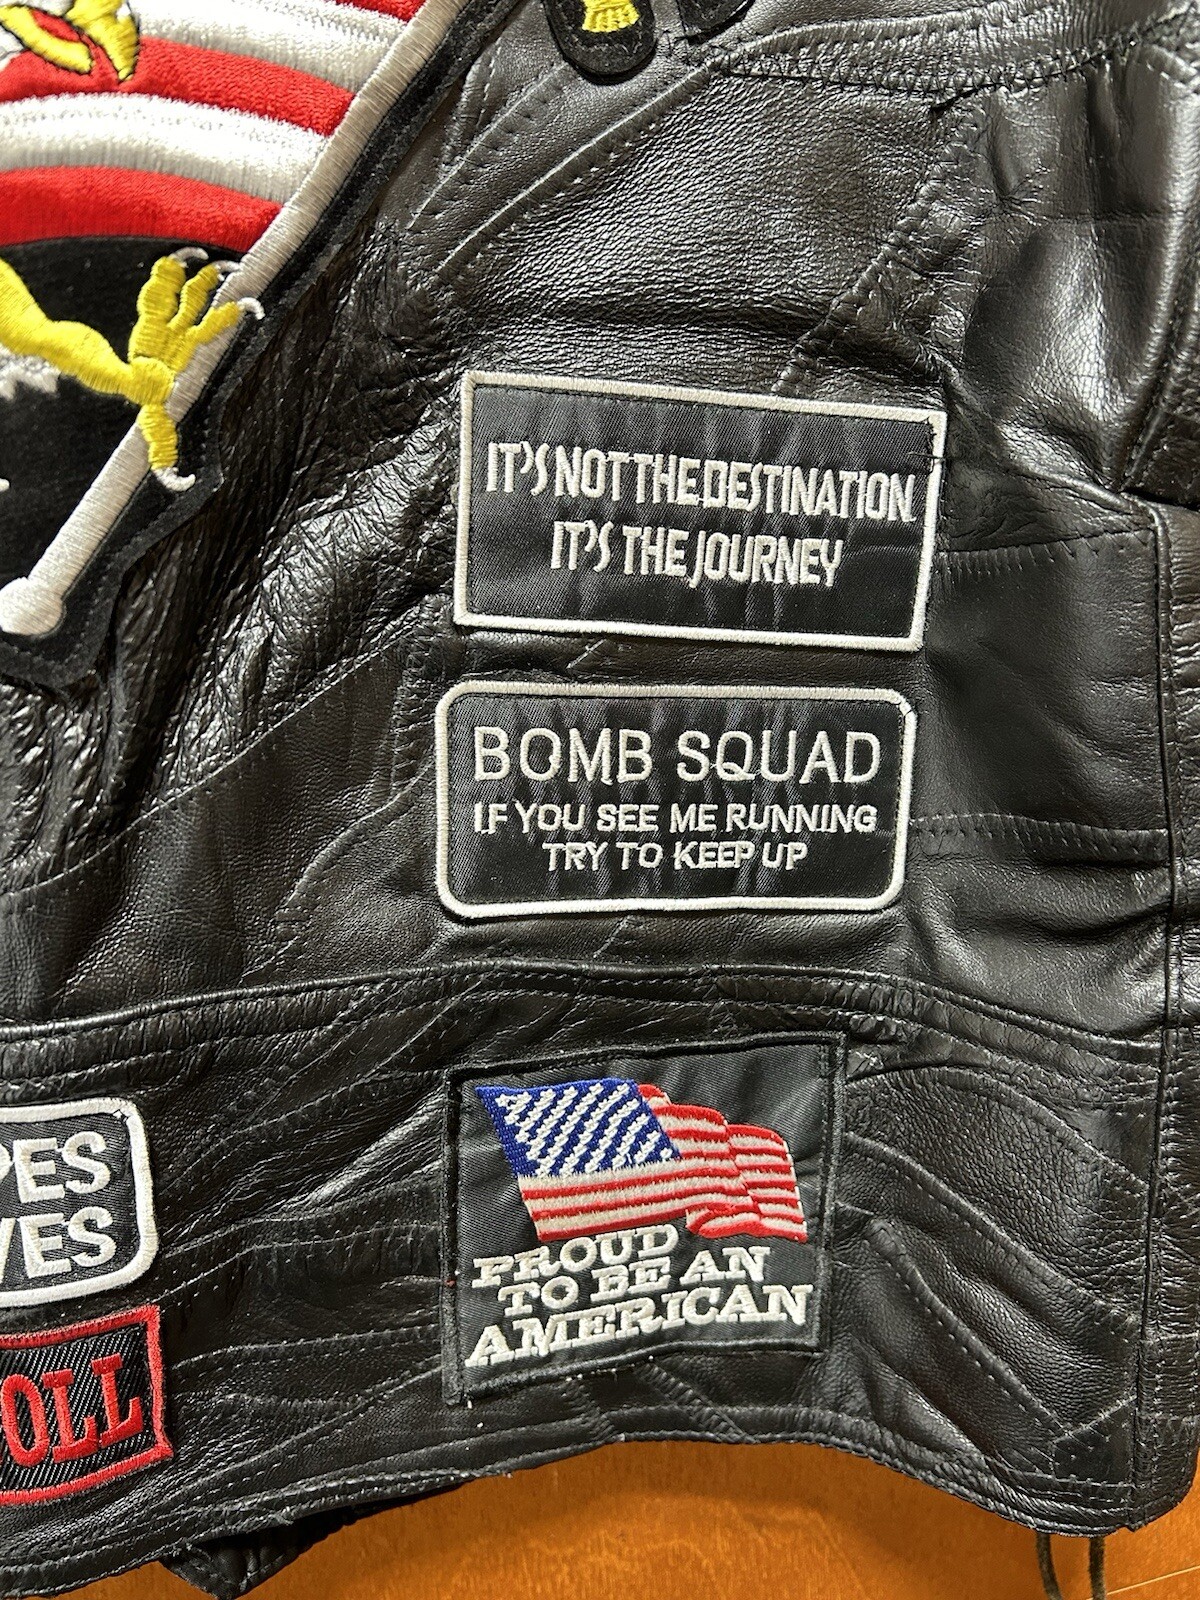 IT'S NOT THE DESTINATION
IT'S THE JOURNEY
BOMB SQUAD
IF YOU SEE ME RUNNING
TRY TO KEEP UP
PROUD
TO BE AN
AMERICAN